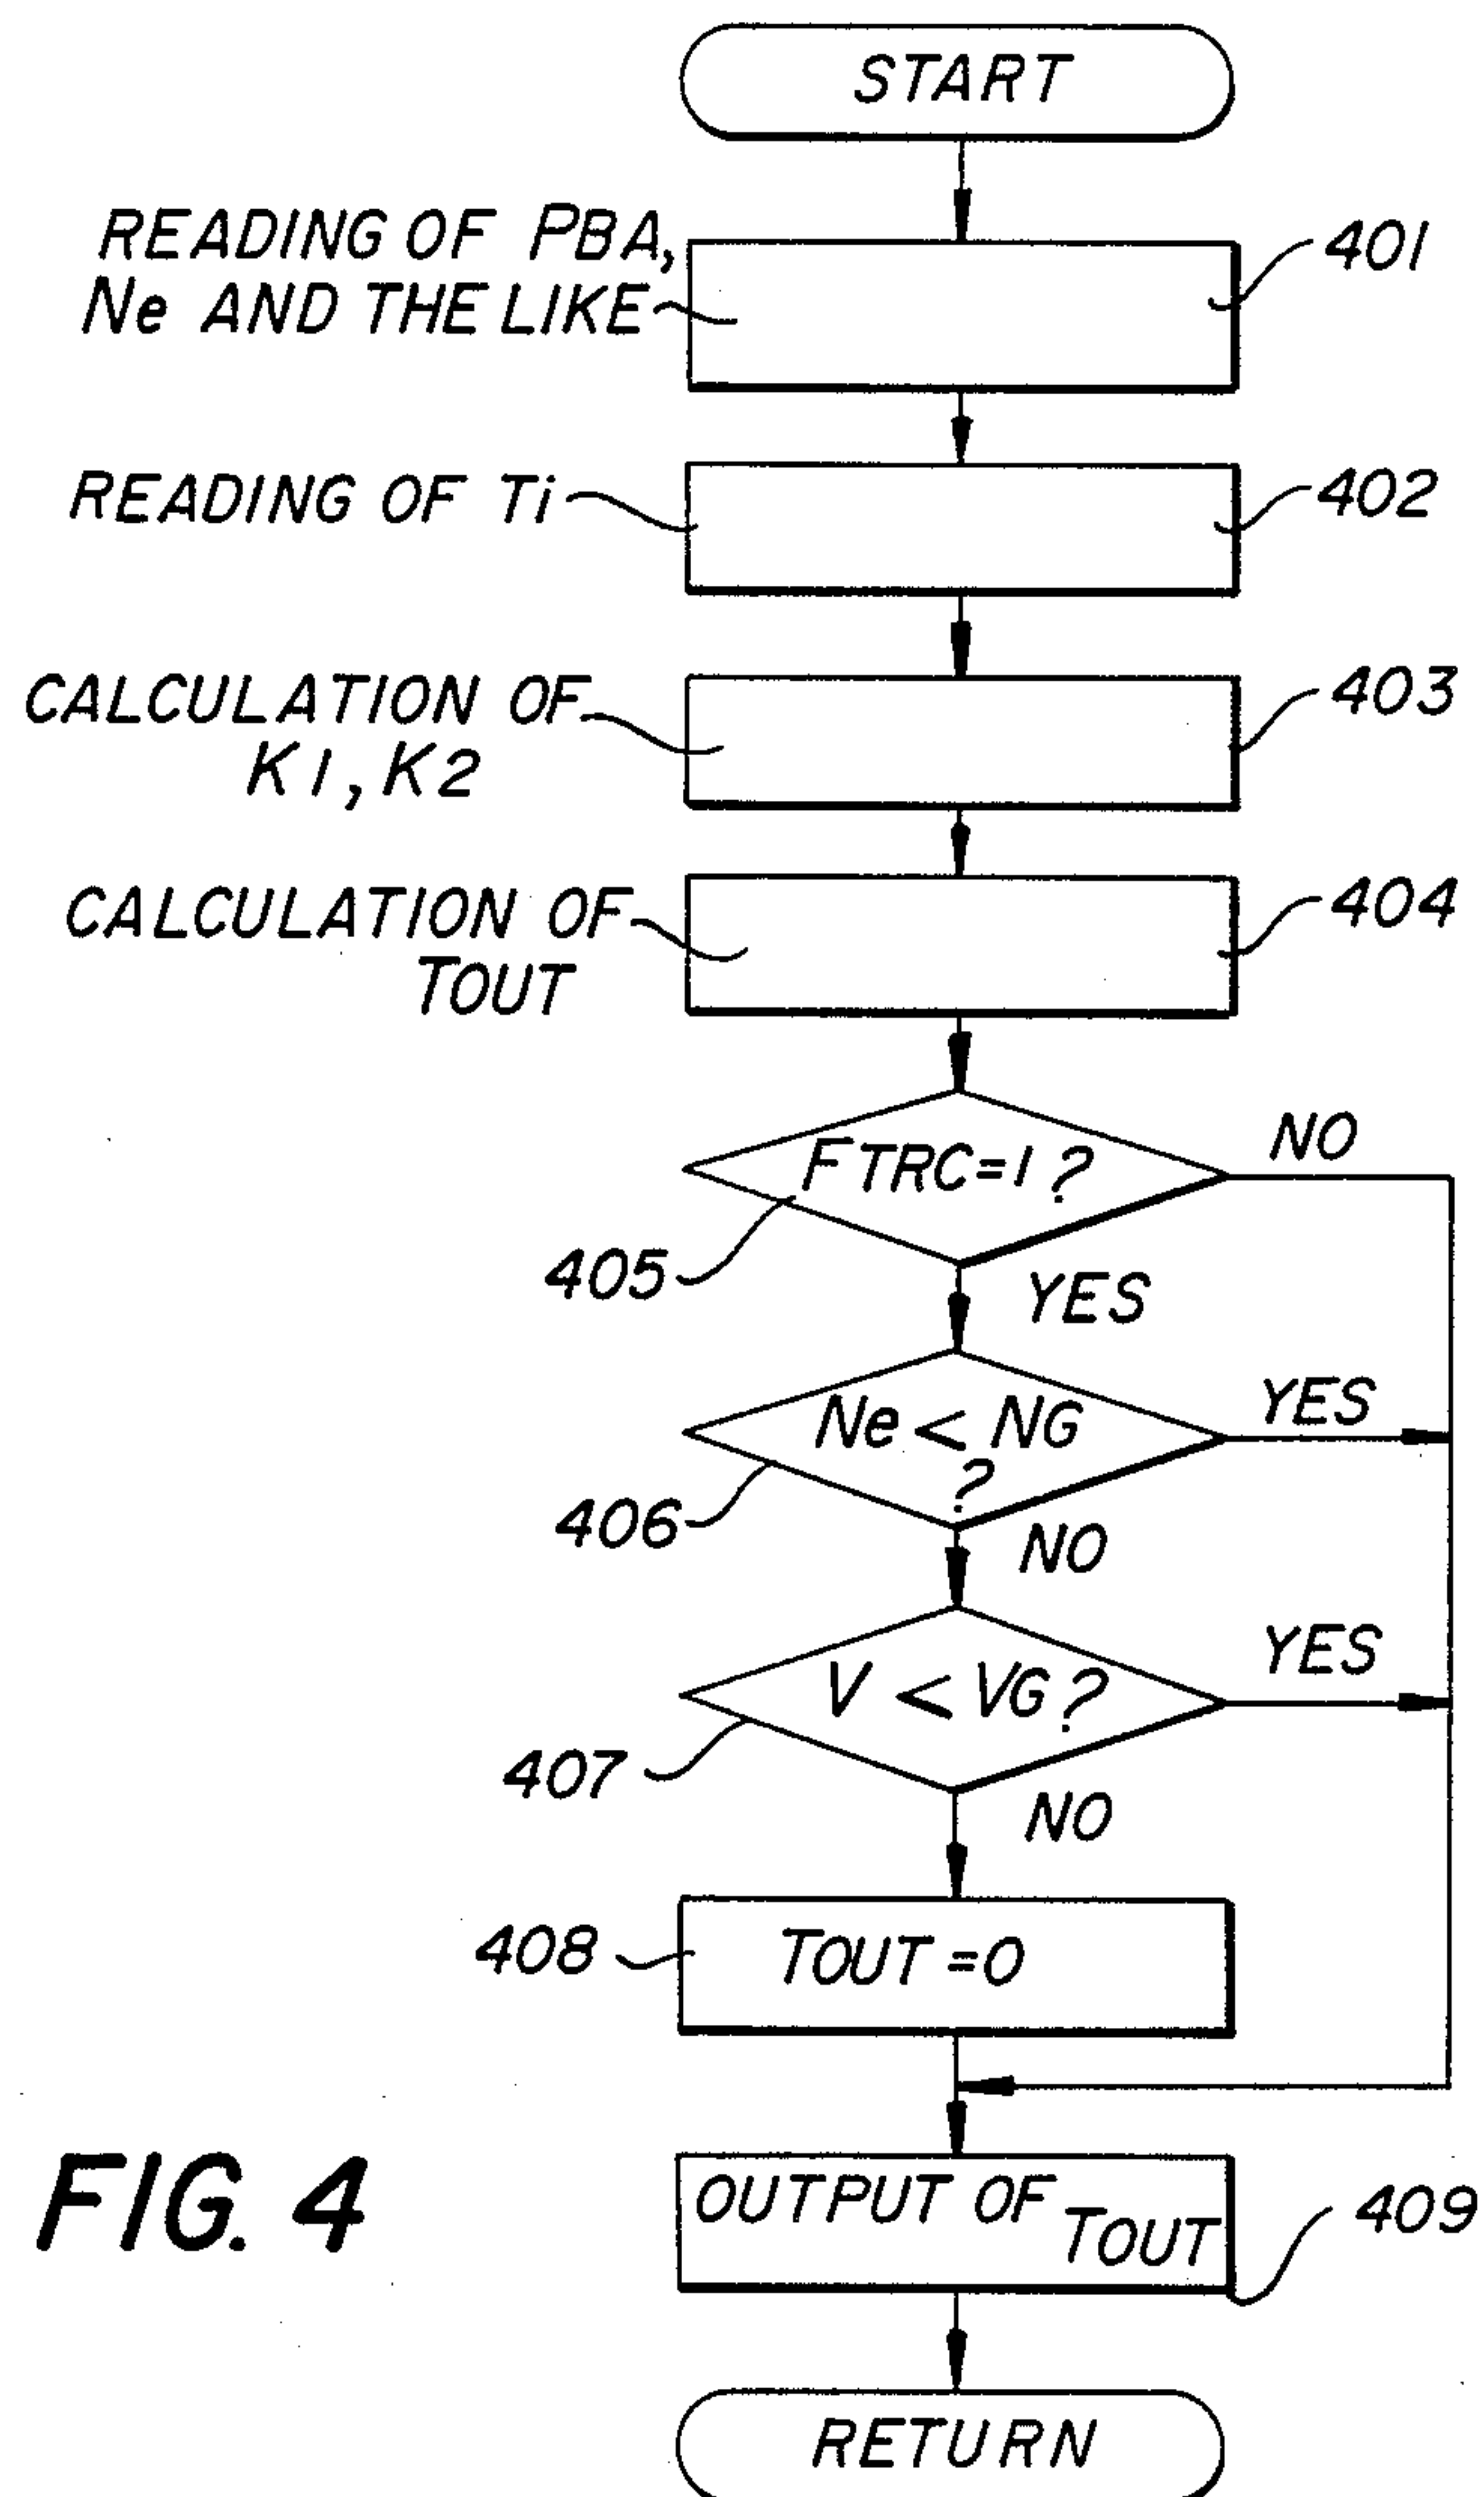 START
READING OF PBA,
Ne AND THE LIKE
401
READING OF Ti
402
CALCULATION OF
K1, K2
403
CALCULATION OF
TOUT
404
FTRC=1?
NO
405
YES
Ne < NG
?
YES
406
NO
V < VG?
YES
407
NO
408
TOUT=0
OUTPUT OF
TOUT
409
FIG. 4
RETURN